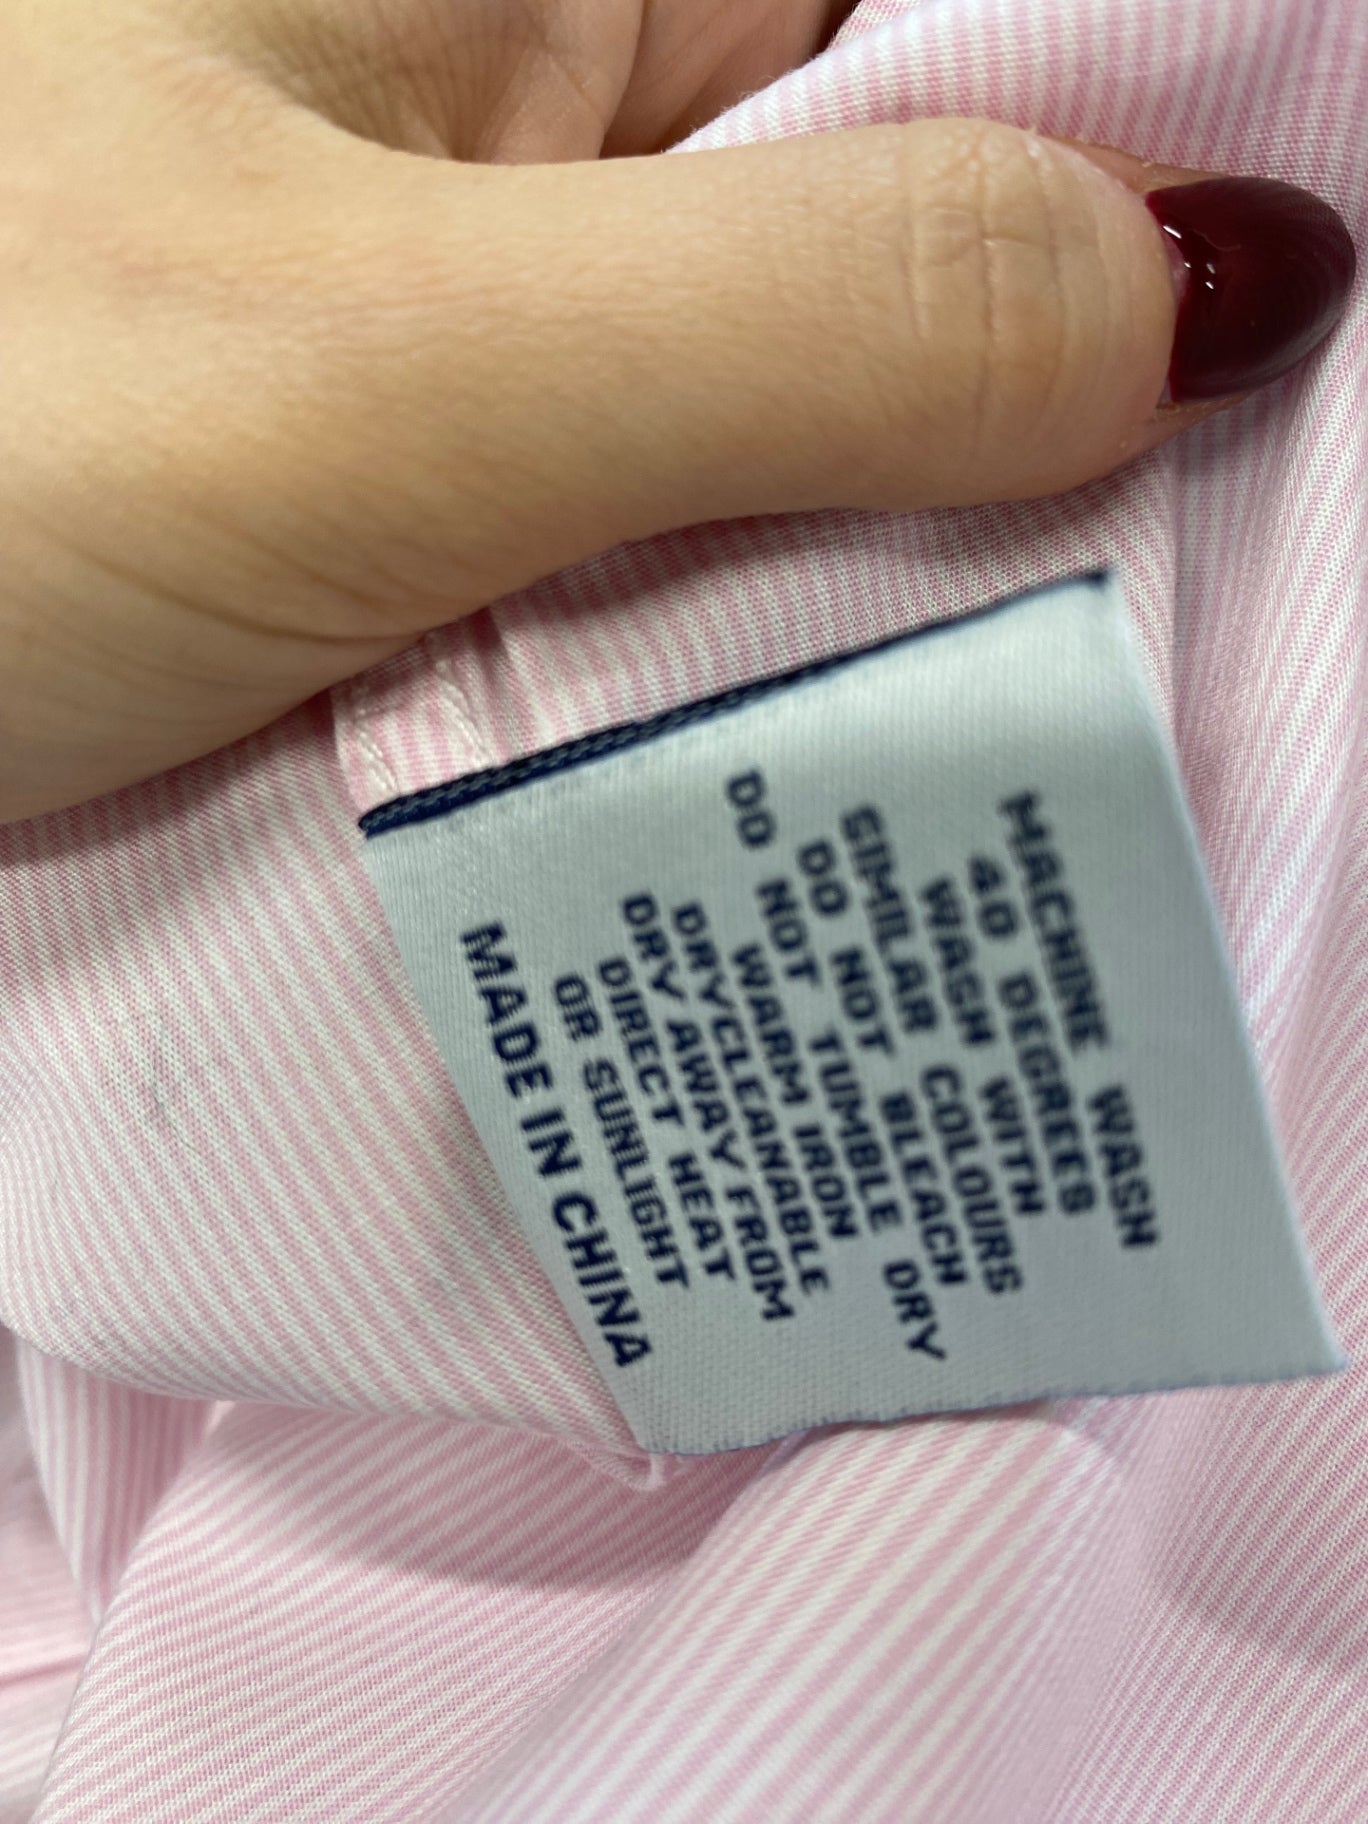 MACHINE WASH
40 DEGREES
WASH WITH
SIMILAR COLOURS
DO NOT BLEACH
DO NOT TUMBLE DRY
WARM IRON
DRYCLEANABLE
DRY AWAY FROM
DIRECT HEAT
OR SUNLIGHT
MADE IN CHINA